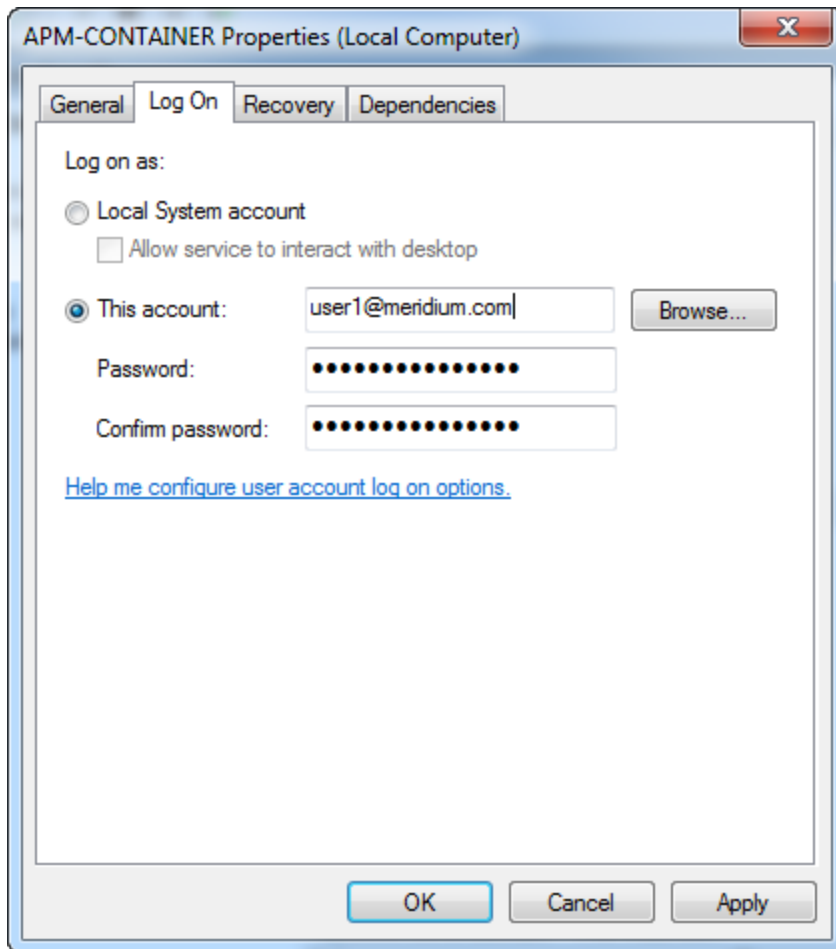 APM-CONTAINER Properties (Local Computer)
General Log On Recovery Dependencies
Log on as:
Local System account
Allow service to interact with desktop
This account: user1@meridium.com Browse...
Password: •••••••••••••••
Confirm password: •••••••••••••••
Help me configure user account log on options.
OK Cancel Apply